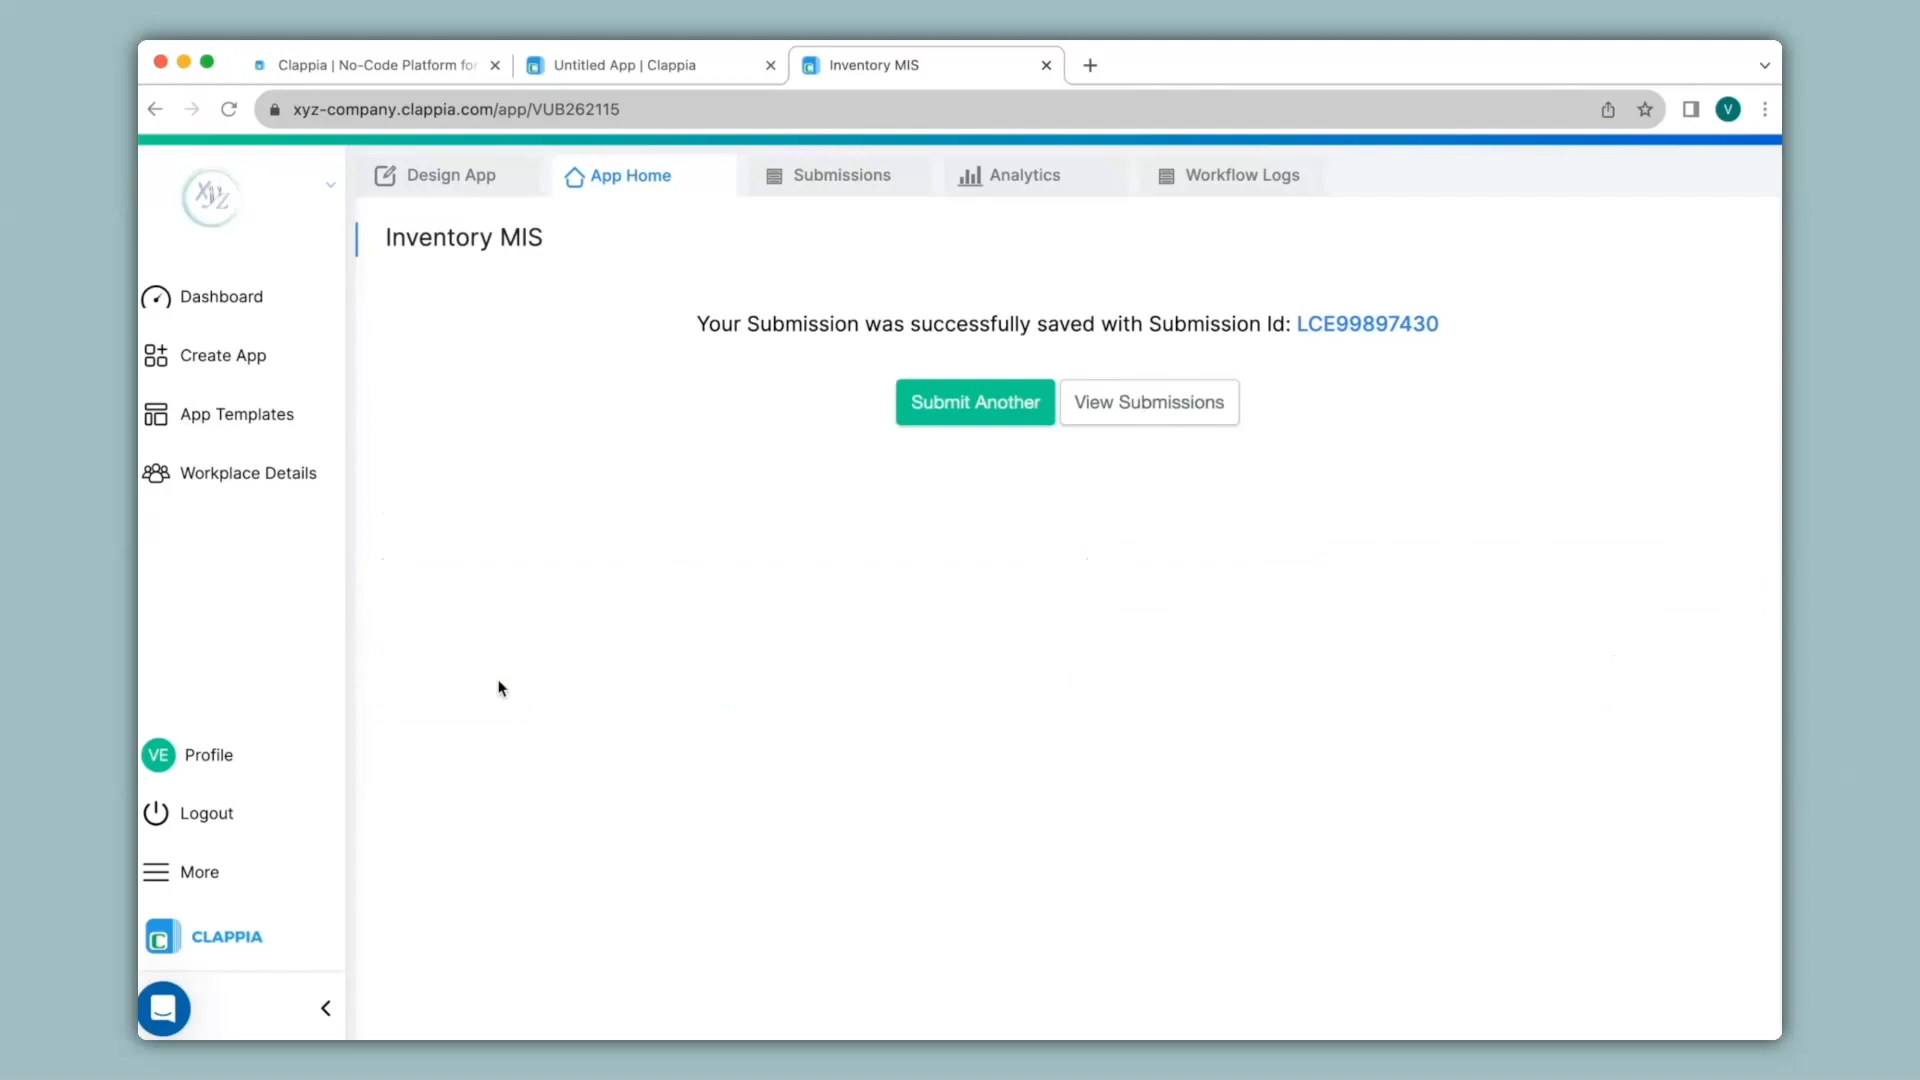 Clappia | No-Code Platform for
Untitled App | Clappia
Inventory MIS
xyz-company.clappia.com/app/VUB262115
V
XYZ
Design App
App Home
Submissions
Analytics
Workflow Logs
Inventory MIS
Dashboard
Create App
App Templates
Workplace Details
Your Submission was successfully saved with Submission Id: LCE99897430
Submit Another
View Submissions
VE Profile
Logout
More
C CLAPPIA